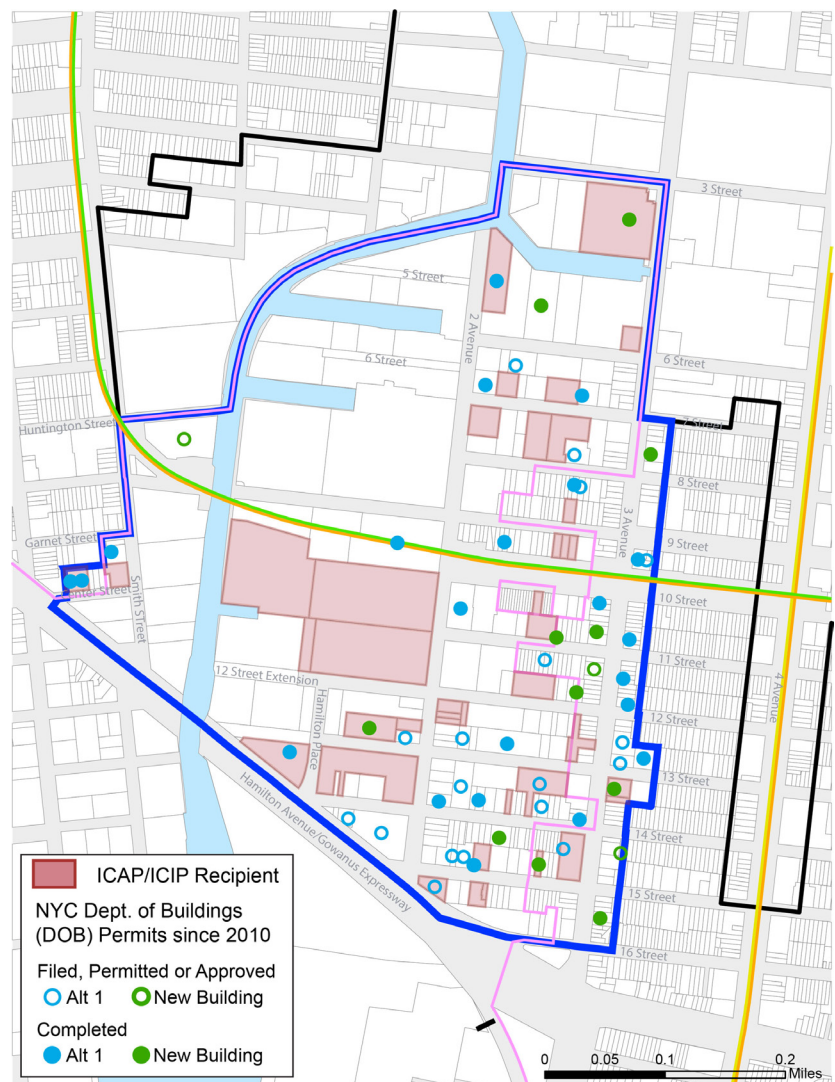 3 Street
5 Street
2 Avenue
6 Street
6 Street
Huntington Street
7 Street
8 Street
3 Avenue
9 Street
Garnet Street
Center Street
Smith Street
10 Street
11 Street
12 Street Extension
Hamilton Place
12 Street
4 Avenue
13 Street
Hamilton Avenue/Gowanus Expressway
14 Street
15 Street
16 Street
ICAP/ICIP Recipient
NYC Dept. of Buildings
(DOB) Permits since 2010
Filed, Permitted or Approved
Alt 1 New Building
Completed
Alt 1 New Building
0 0.05 0.1 0.2
Miles